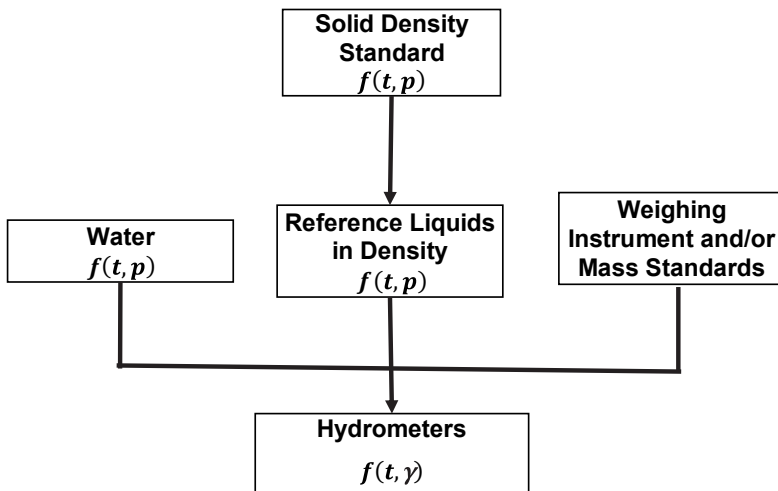 Solid Density
Standard
f(t, p)
Water
f(t, p)
Reference Liquids
in Density
f(t, p)
Weighing
Instrument and/or
Mass Standards
Hydrometers
f(t, γ)